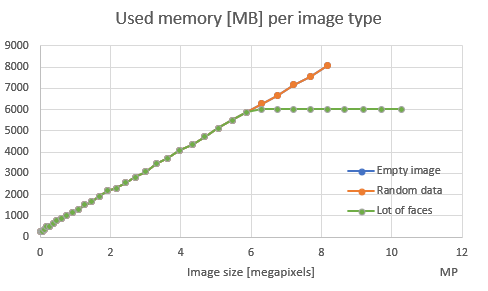 Used memory [MB] per image type
9000
8000
7000
6000
5000
4000
3000
2000
1000
0
0 2 4 6 8 10 12
Empty image
Random data
Lot of faces
Image size [megapixels] MP